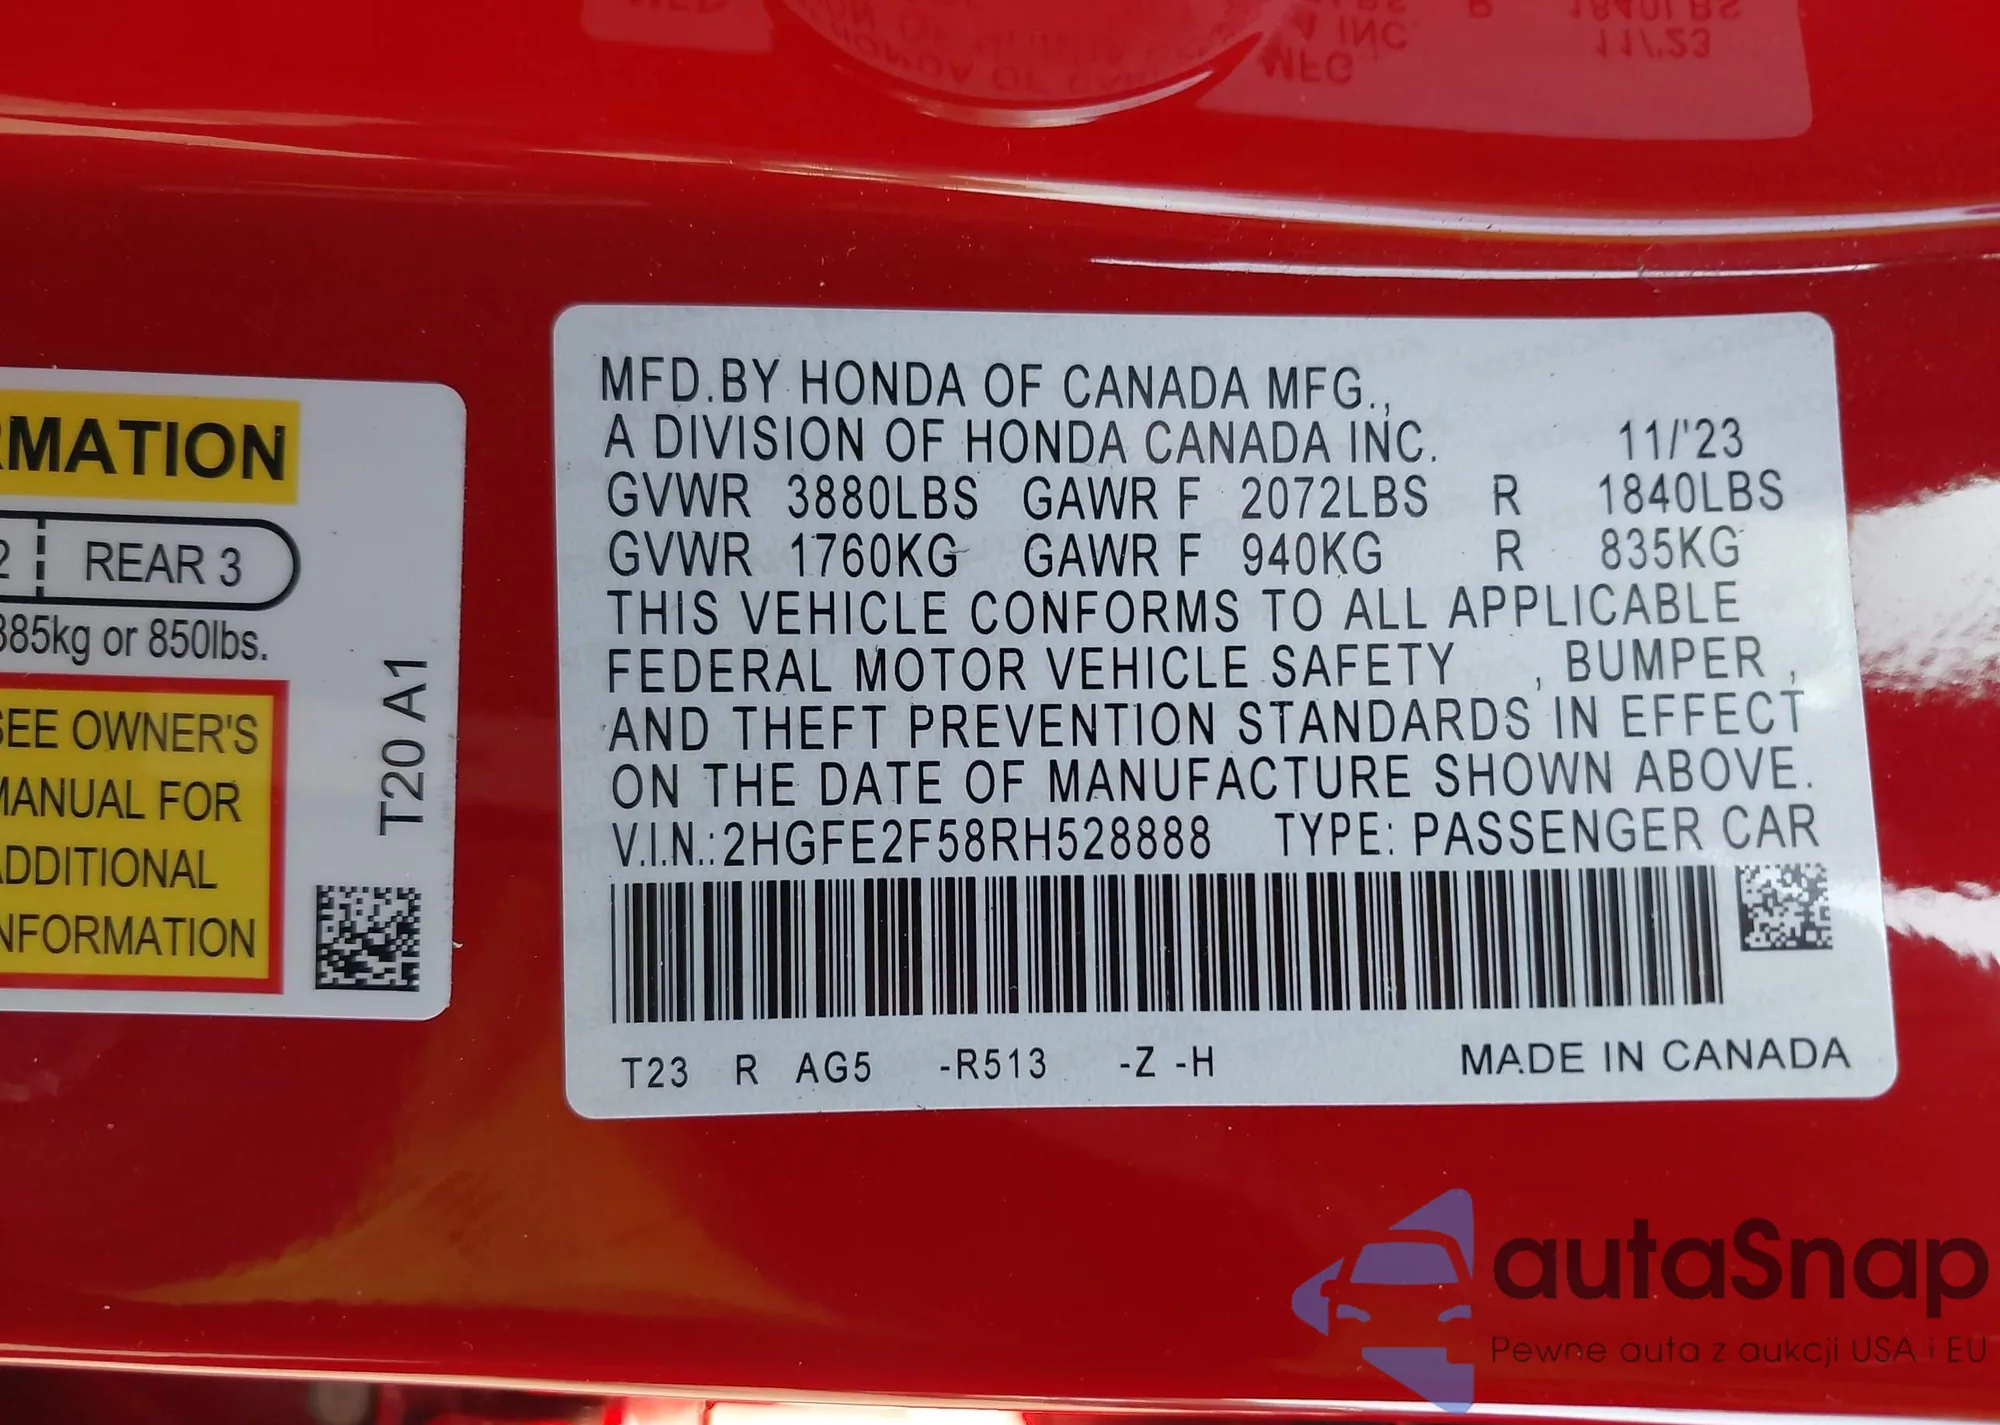 RMATION
2 REAR 3
385kg or 850lbs.
SEE OWNER'S
MANUAL FOR
ADDITIONAL
INFORMATION
T20 A1
MFD.BY HONDA OF CANADA MFG.,
A DIVISION OF HONDA CANADA INC. 11/'23
GVWR 3880LBS GAWR F 2072LBS R 1840LBS
GVWR 1760KG GAWR F 940KG R 835KG
THIS VEHICLE CONFORMS TO ALL APPLICABLE
FEDERAL MOTOR VEHICLE SAFETY , BUMPER ,
AND THEFT PREVENTION STANDARDS IN EFFECT
ON THE DATE OF MANUFACTURE SHOWN ABOVE.
V.I.N.:2HGFE2F58RH528888 TYPE: PASSENGER CAR
T23 R AG5 -R513 -Z -H MADE IN CANADA
autaSnap
Pewne auta z aukcji USA i EU